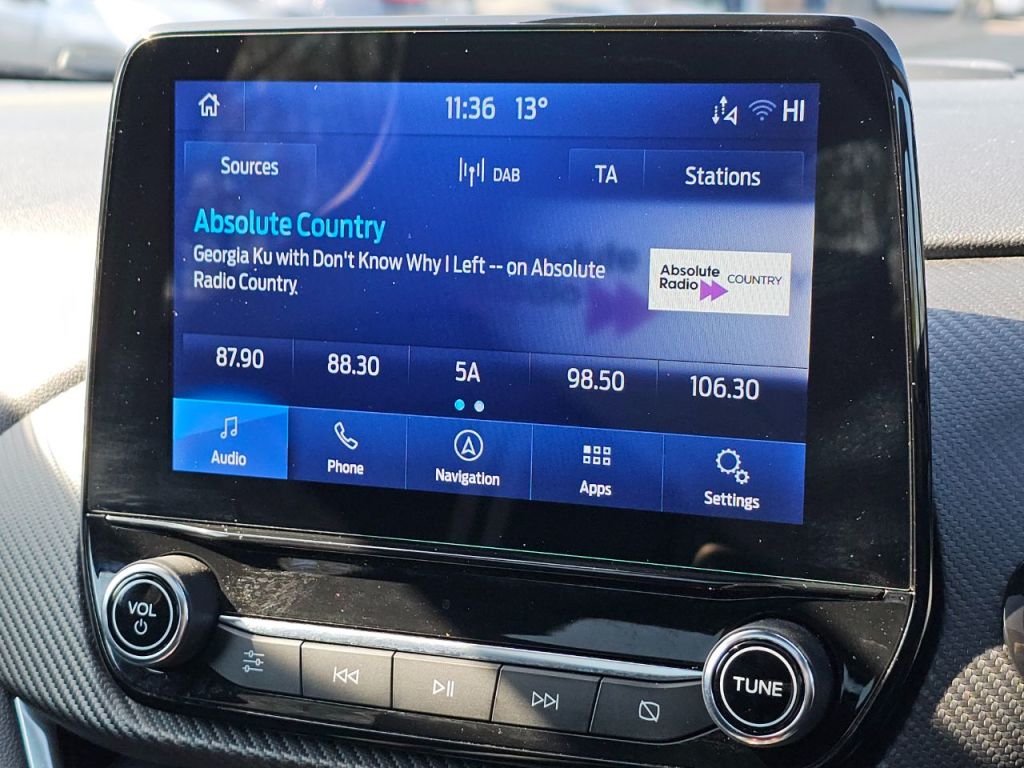 11:36 13° HI
Sources DAB TA Stations
Absolute Country
Georgia Ku with Don't Know Why I Left -- on Absolute
Radio Country.
Absolute
Radio COUNTRY
87.90 88.30 5A 98.50 106.30
Audio Phone Navigation Apps Settings
VOL
TUNE